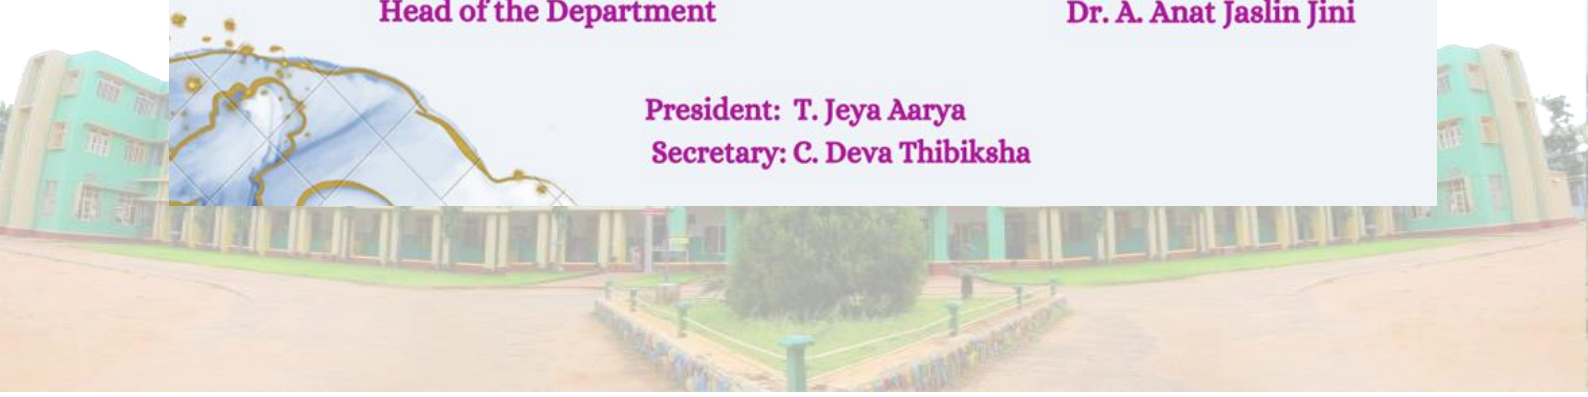 Head of the Department Dr. A. Anat Jaslin Jini
President: T. Jeya Aarya
Secretary: C. Deva Thibiksha